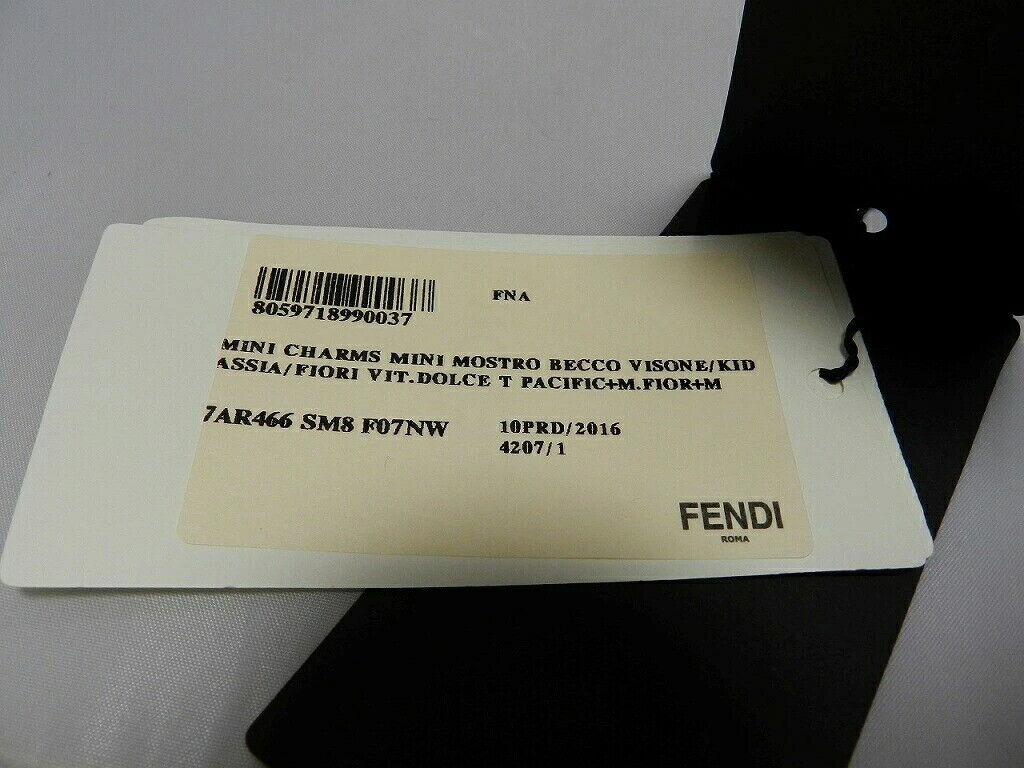 FNA
8059718990037
MINI CHARMS MINI MOSTRO BECCO VISONE/KID
ASSIA/FIORI VIT.DOLCE T PACIFIC+M.FIOR+M
7AR466 SM8 F07NW
10PRD/2016
4207/1
FENDI
ROMA